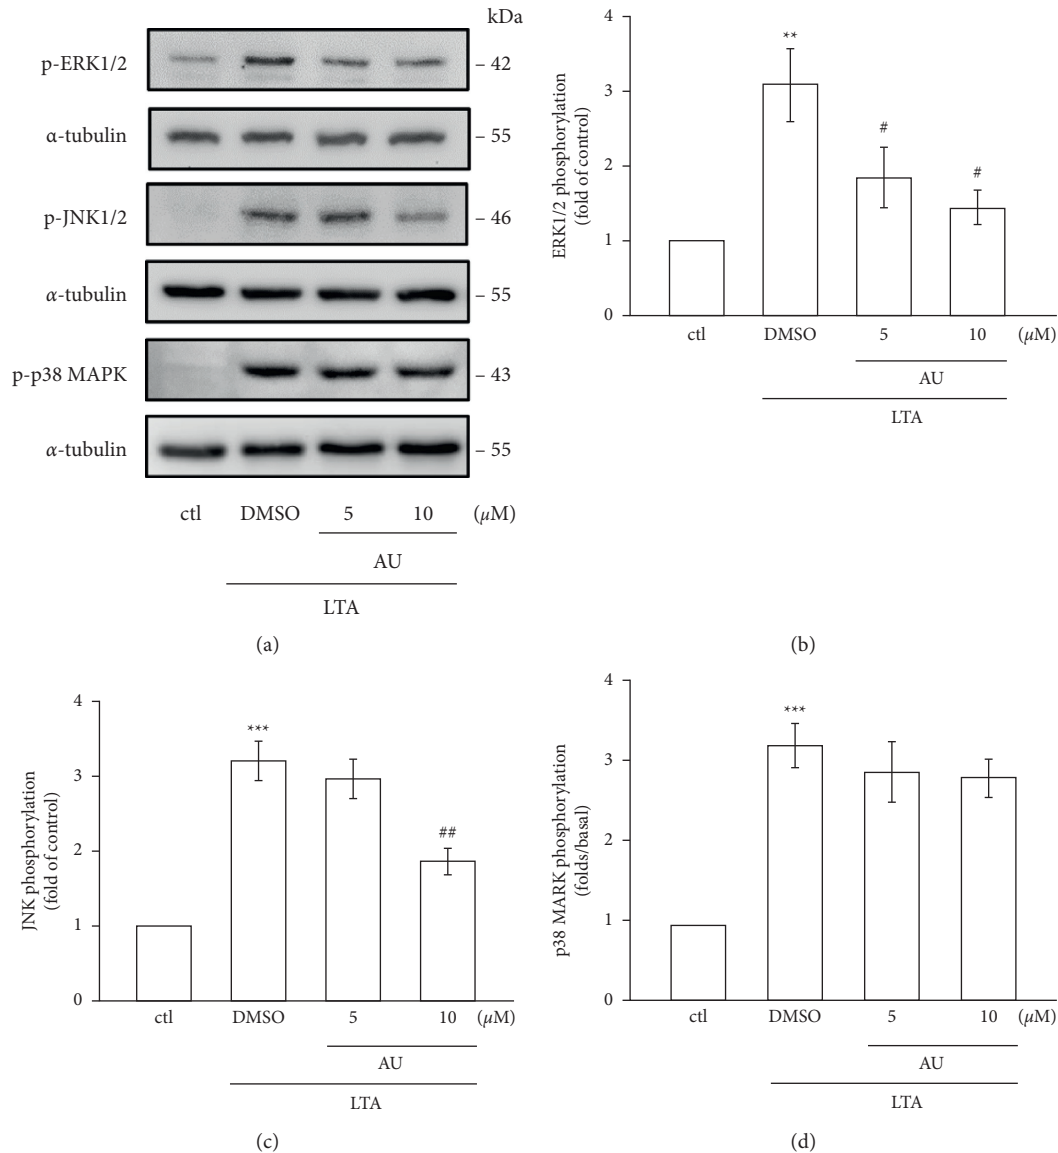 kDa
p-ERK1/2 – 42
α-tubulin – 55
p-JNK1/2 – 46
α-tubulin – 55
p-p38 MAPK – 43
α-tubulin – 55
ctl DMSO 5 10 (μM)
AU
LTA
(a)
ERK1/2 phosphorylation
(fold of control)
4
3
2
1
0
**
#
#
ctl DMSO 5 10 (μM)
AU
LTA
(b)
JNK phosphorylation
(fold of control)
4
3
2
1
0
***
##
ctl DMSO 5 10 (μM)
AU
LTA
(c)
p38 MARK phosphorylation
(folds/basal)
4
3
2
1
0
***
ctl DMSO 5 10 (μM)
AU
LTA
(d)